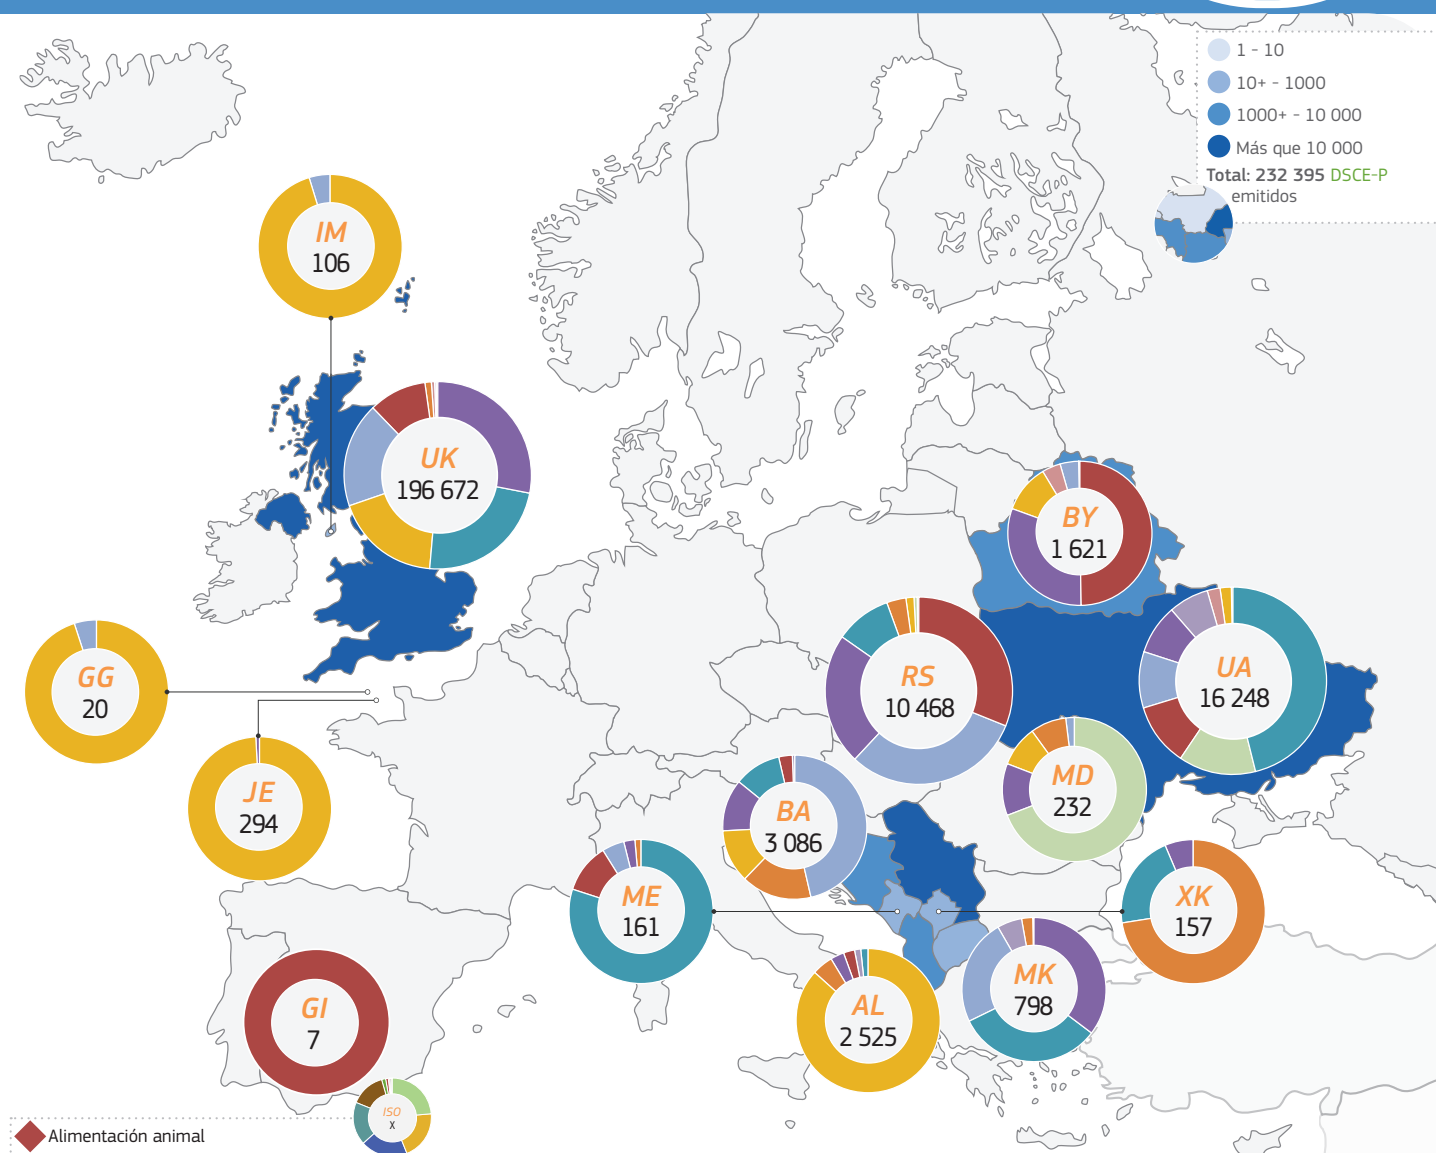 1 - 10
10+ - 1000
1000+ - 10 000
Más que 10 000
Total: 232 395 DSCE-P
emitidos
IM
106
UK
196 672
BY
1 621
GG
20
RS
10 468
UA
16 248
JE
294
MD
232
BA
3 086
ME
161
XK
157
MK
798
AL
2 525
GI
7
ISO
x
Alimentación animal